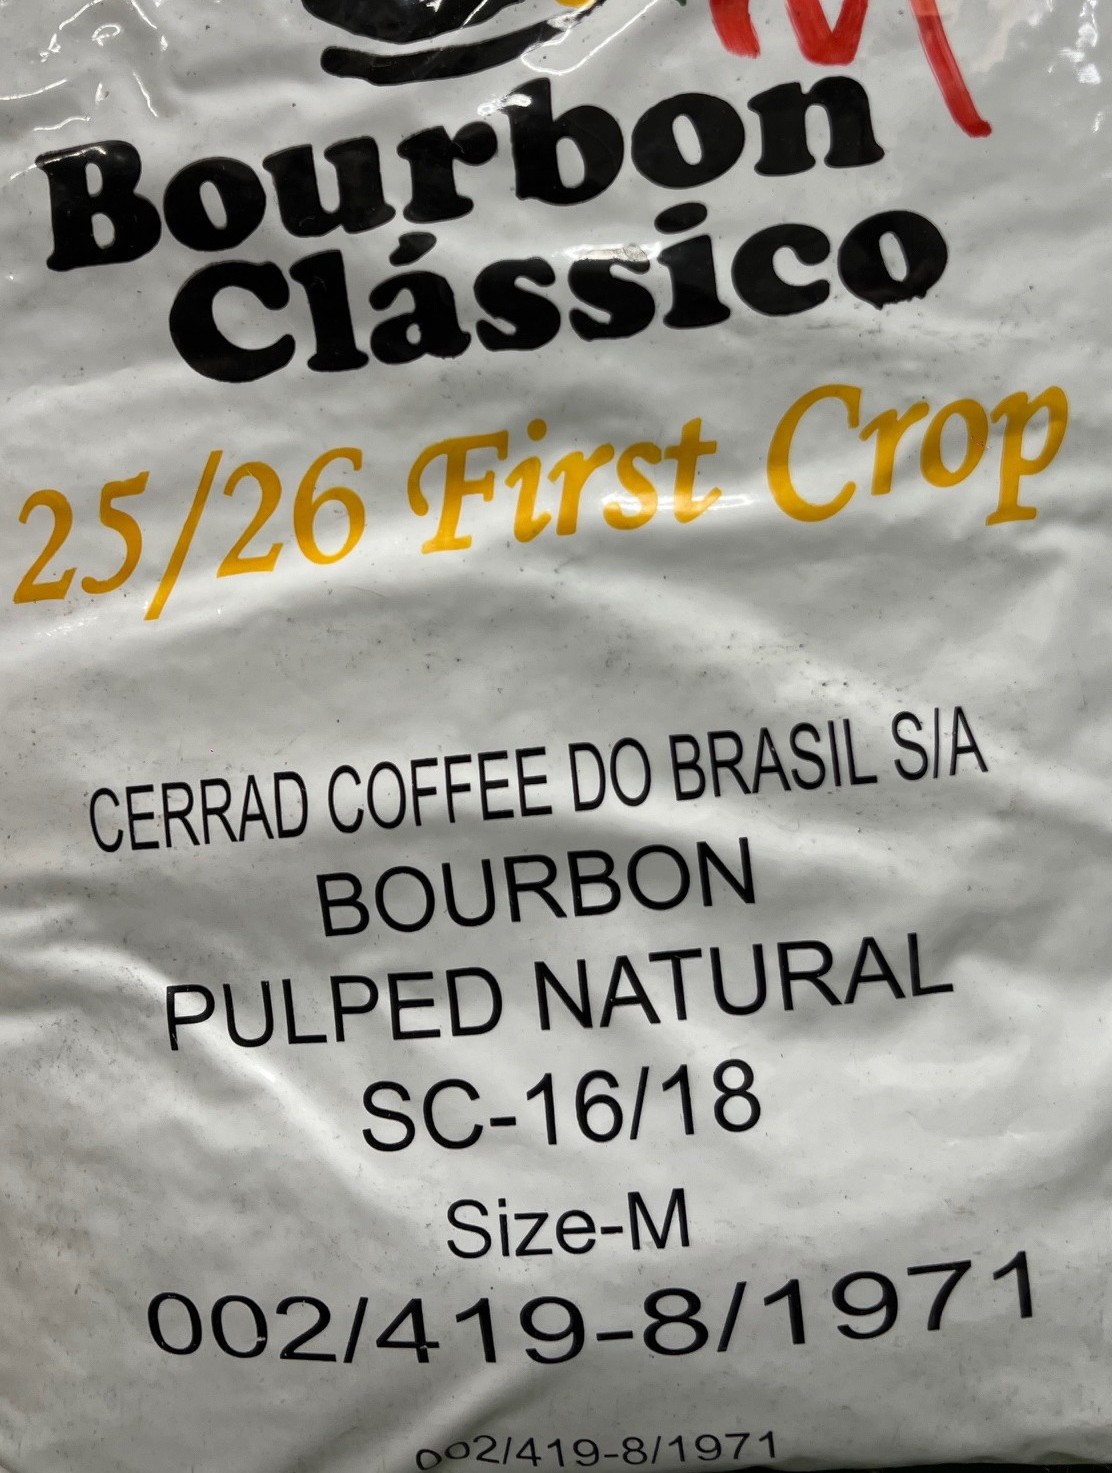 M
Bourbon
Clássico
25/26 First Crop
CERRAD COFFEE DO BRASIL S/A
BOURBON
PULPED NATURAL
SC-16/18
Size-M
002/419-8/1971
002/419-8/1971